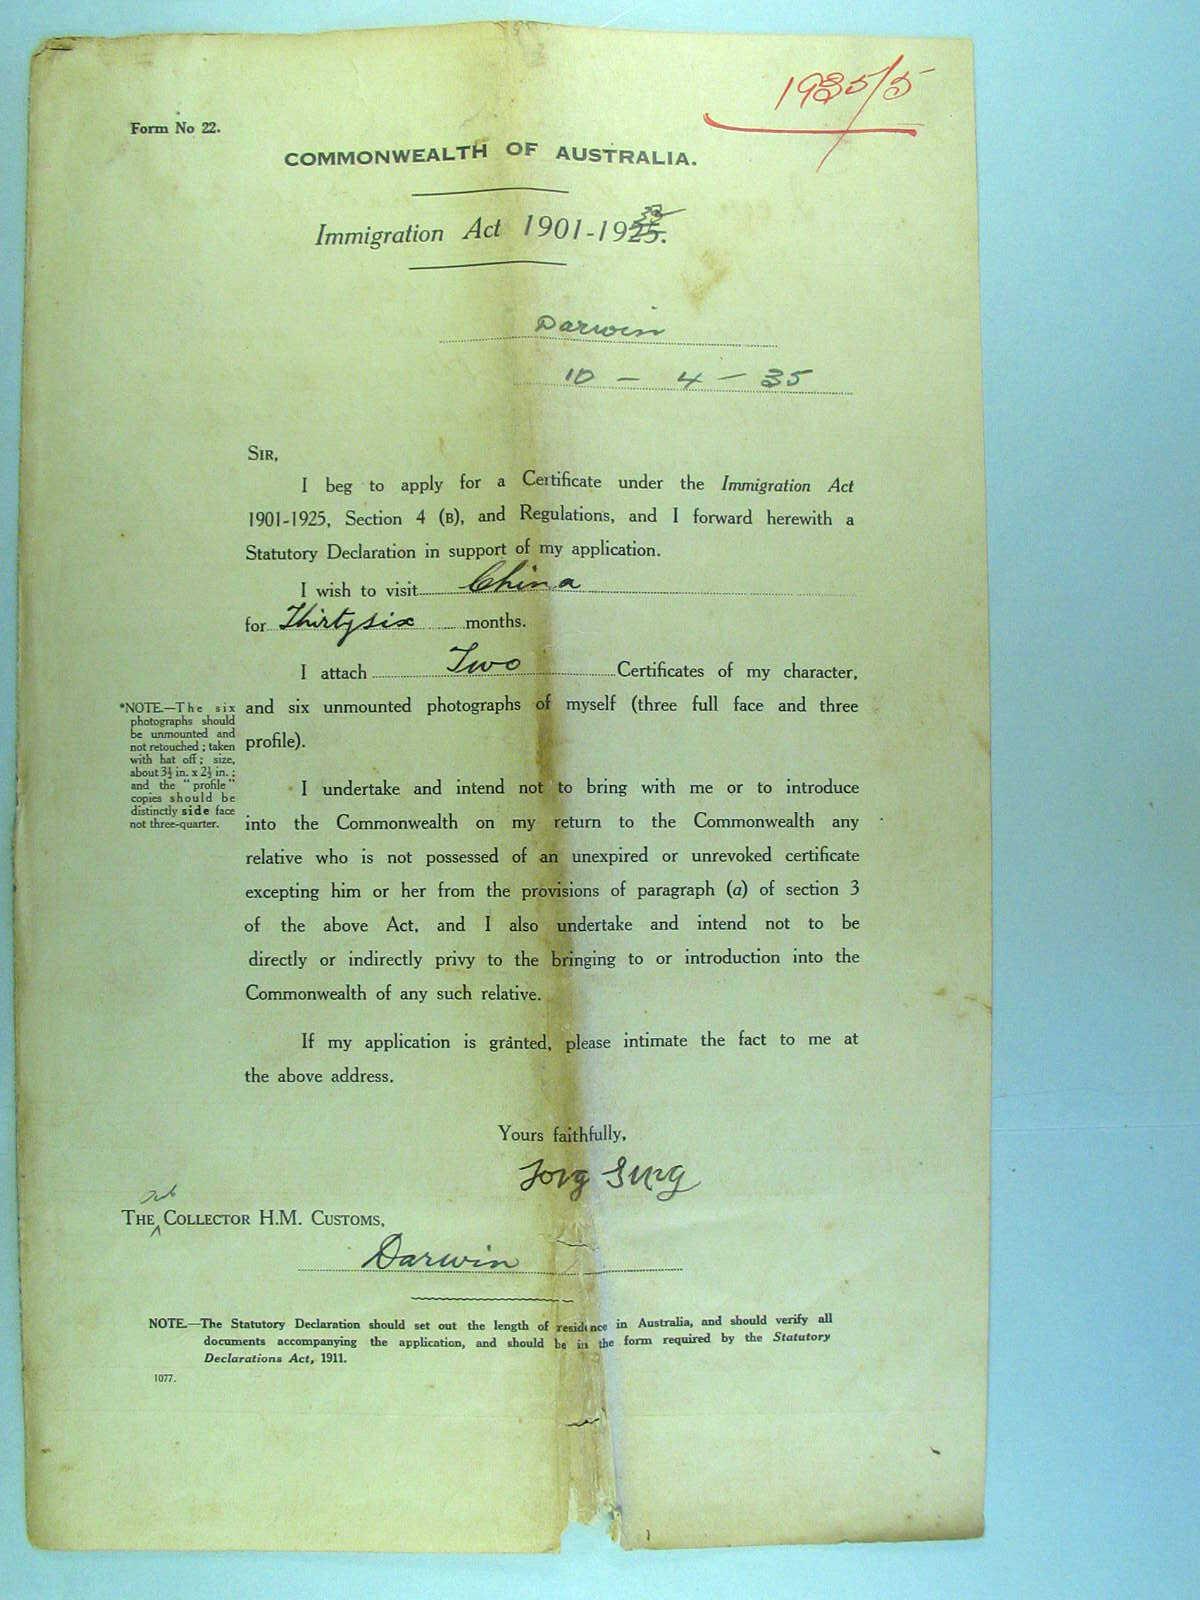 1935/5
Form No 22.
COMMONWEALTH OF AUSTRALIA.
Immigration Act 1901-1925.
33
Darwin
10 - 4 - 35
SIR,
I beg to apply for a Certificate under the Immigration Act
1901-1925, Section 4 (B), and Regulations, and I forward herewith a
Statutory Declaration in support of my application.
I wish to visit China
for Thirtysix months.
I attach Two Certificates of my character,
and six unmounted photographs of myself (three full face and three
profile).
*NOTE.—The six
photographs should
be unmounted and
not retouched ; taken
with hat off ; size,
about 3½ in. x 2½ in. ;
and the "profile"
copies should be
distinctly side face
not three-quarter.
I undertake and intend not to bring with me or to introduce
into the Commonwealth on my return to the Commonwealth any
relative who is not possessed of an unexpired or unrevoked certificate
excepting him or her from the provisions of paragraph (a) of section 3
of the above Act, and I also undertake and intend not to be
directly or indirectly privy to the bringing to or introduction into the
Commonwealth of any such relative.
If my application is granted, please intimate the fact to me at
the above address.
Yours faithfully,
THE COLLECTOR H.M. CUSTOMS,
Darwin
NOTE.—The Statutory Declaration should set out the length of residence in Australia, and should verify all
documents accompanying the application, and should be in the form required by the Statutory
Declarations Act, 1911.
1077.